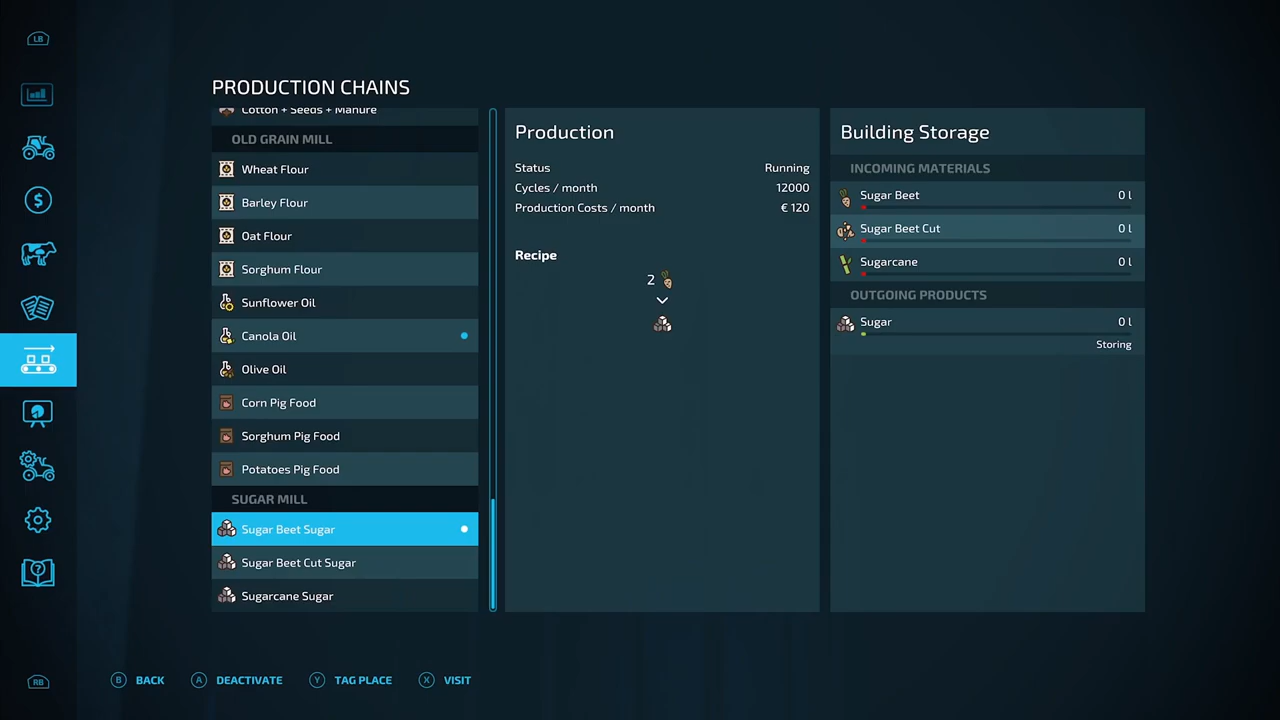 LB
PRODUCTION CHAINS
Cotton + Seeds + Manure
OLD GRAIN MILL
Wheat Flour
Barley Flour
Oat Flour
Sorghum Flour
Sunflower Oil
Canola Oil
Olive Oil
Corn Pig Food
Sorghum Pig Food
Potatoes Pig Food
SUGAR MILL
Sugar Beet Sugar
Sugar Beet Cut Sugar
Sugarcane Sugar
Production
Status Running
Cycles / month 12000
Production Costs / month € 120
Recipe
2
Building Storage
INCOMING MATERIALS
Sugar Beet 0 l
Sugar Beet Cut 0 l
Sugarcane 0 l
OUTGOING PRODUCTS
Sugar 0 l
Storing
RB
B BACK A DEACTIVATE Y TAG PLACE X VISIT